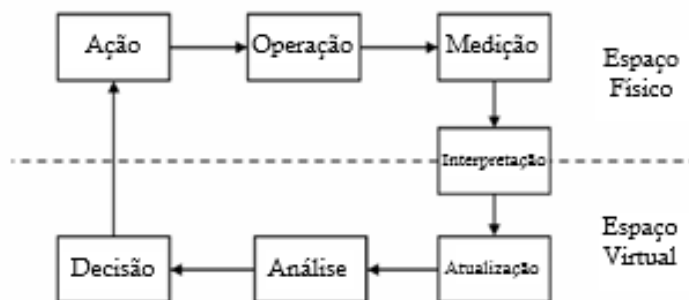 Ação
Operação
Medição
Espaço
Físico
Interpretação
Espaço
Virtual
Decisão
Análise
Atualização